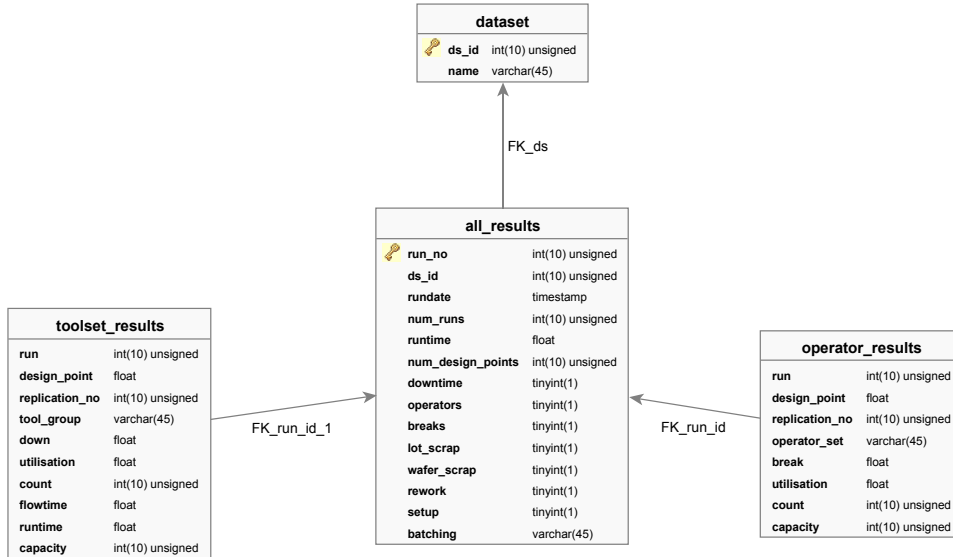 dataset
ds_id int(10) unsigned
name varchar(45)
FK_ds
all_results
run_no int(10) unsigned
ds_id int(10) unsigned
rundate timestamp
num_runs int(10) unsigned
runtime float
num_design_points int(10) unsigned
downtime tinyint(1)
operators tinyint(1)
breaks tinyint(1)
lot_scrap tinyint(1)
wafer_scrap tinyint(1)
rework tinyint(1)
setup tinyint(1)
batching varchar(45)
toolset_results
run int(10) unsigned
design_point float
replication_no int(10) unsigned
tool_group varchar(45)
down float
utilisation float
count int(10) unsigned
flowtime float
runtime float
capacity int(10) unsigned
FK_run_id_1
FK_run_id
operator_results
run int(10) unsigned
design_point float
replication_no int(10) unsigned
operator_set varchar(45)
break float
utilisation float
count int(10) unsigned
capacity int(10) unsigned